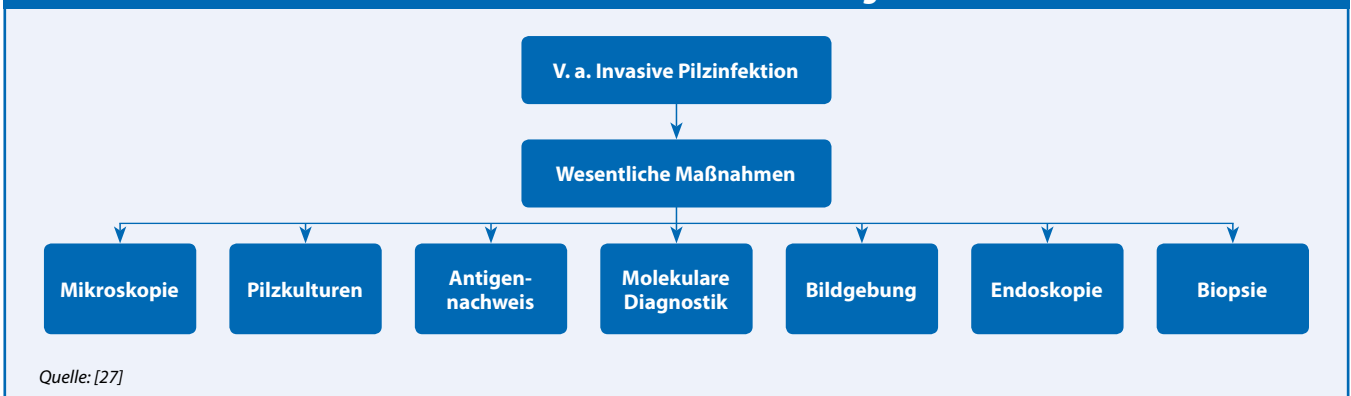 V. a. Invasive Pilzinfektion
Wesentliche Maßnahmen
Mikroskopie
Pilzkulturen
Antigen-
nachweis
Molekulare
Diagnostik
Bildgebung
Endoskopie
Biopsie
Quelle: [27]